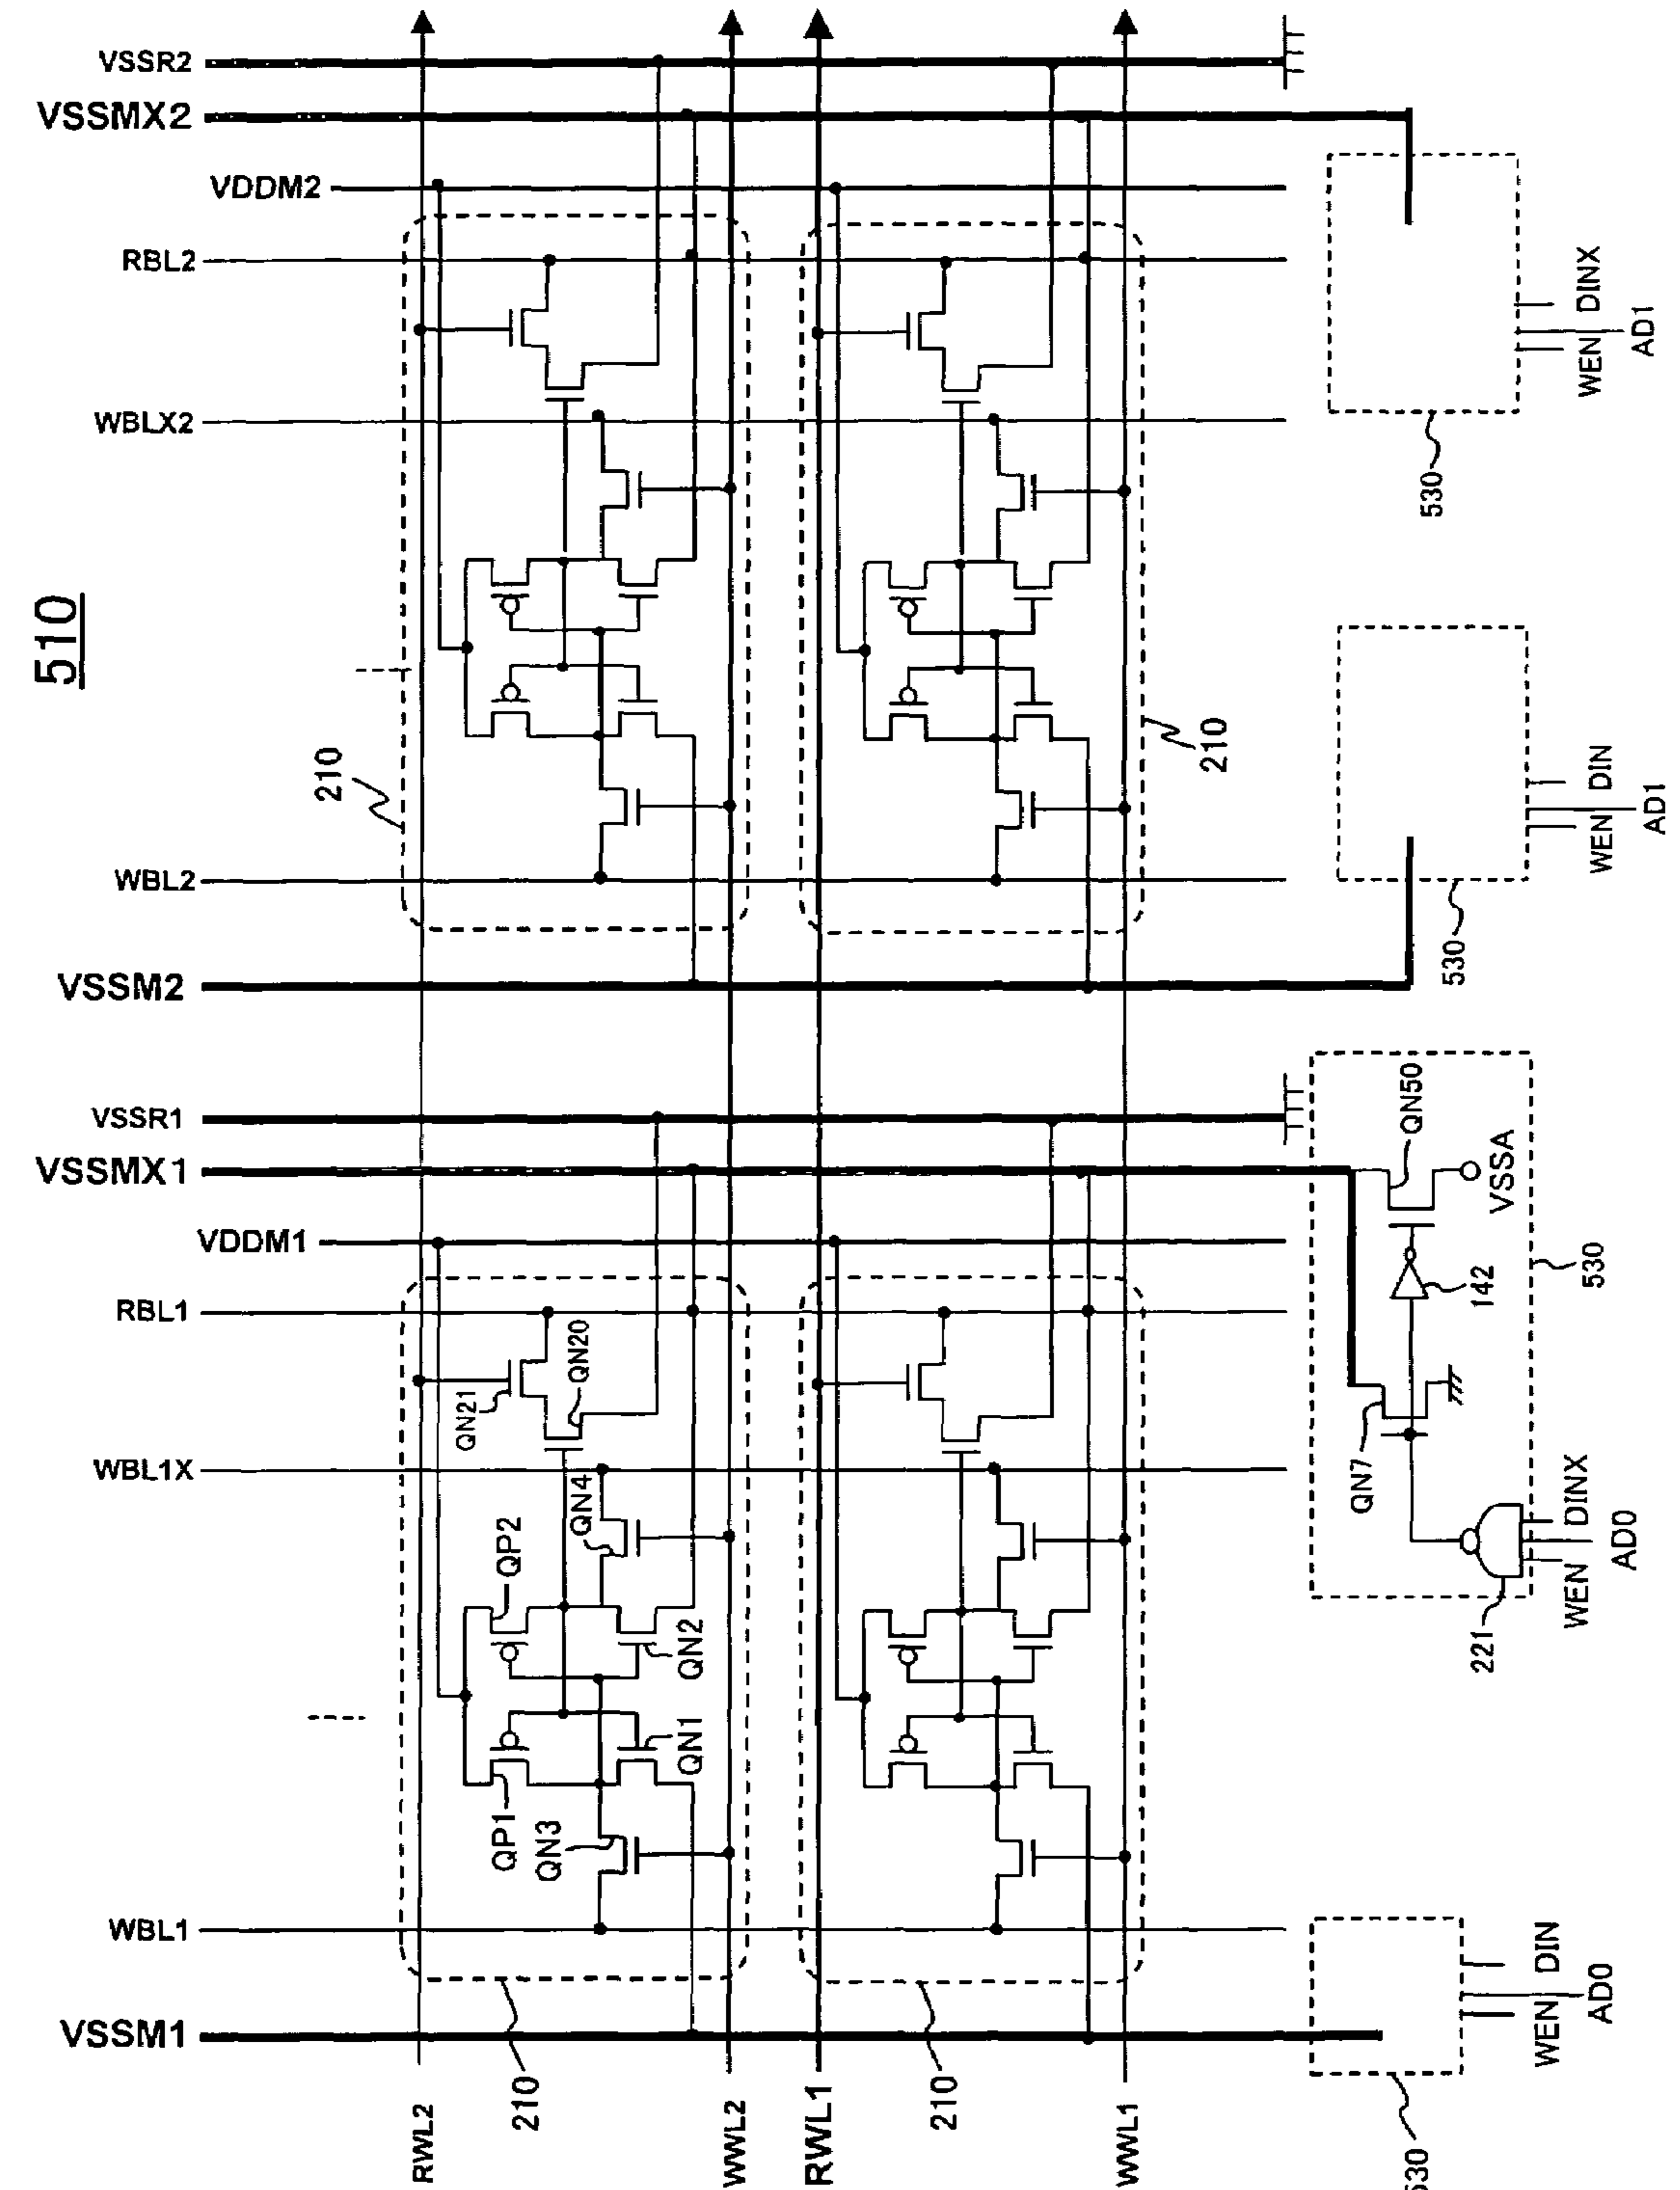 510
VSSR2
VSSMX2
VDDM2
RBL2
WBLX2
WBL2
VSSM2
VSSR1
VSSMX1
VDDM1
RBL1
WBL1X
WBL1
VSSM1
210
210
210
210
QN21
QN20
QN4
QP2
QN2
QN1
QP1
QN3
RWL2
WWL2
RWL1
WWL1
530
WEN
DINX
AD1
530
WEN
DIN
AD1
QN50
VSSA
142
530
QN7
221
WEN
DINX
AD0
WEN
DIN
AD0
530